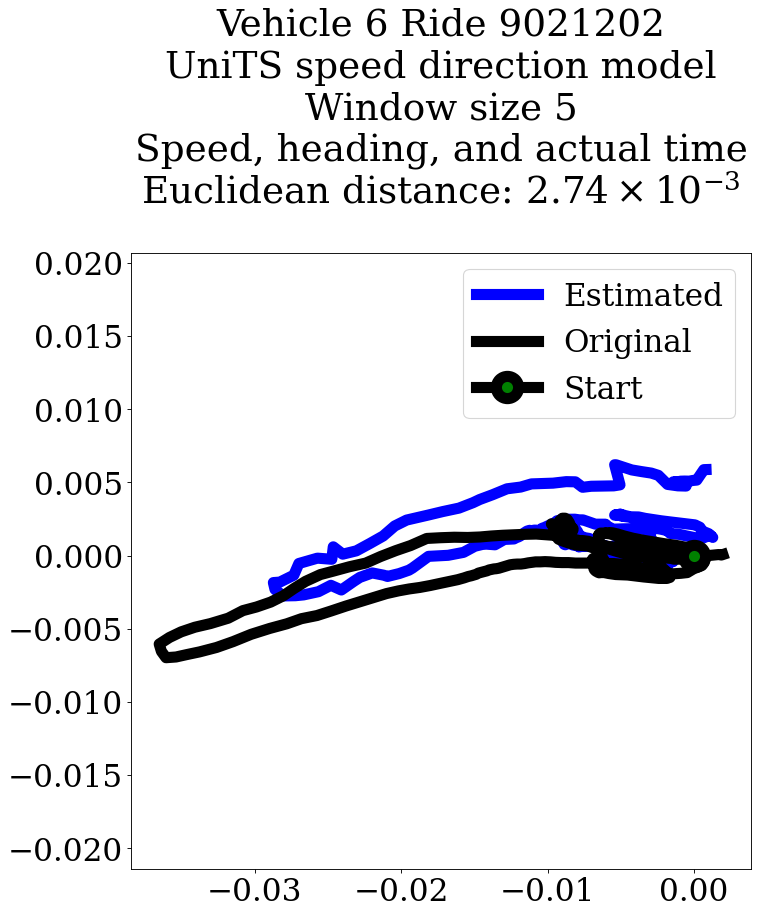 Vehicle 6 Ride 9021202
UniTS speed direction model
Window size 5
Speed, heading, and actual time
Euclidean distance: 2.74 × 10⁻³
Estimated
Original
Start
0.020
0.015
0.010
0.005
0.000
−0.005
−0.010
−0.015
−0.020
−0.03 −0.02 −0.01 0.00